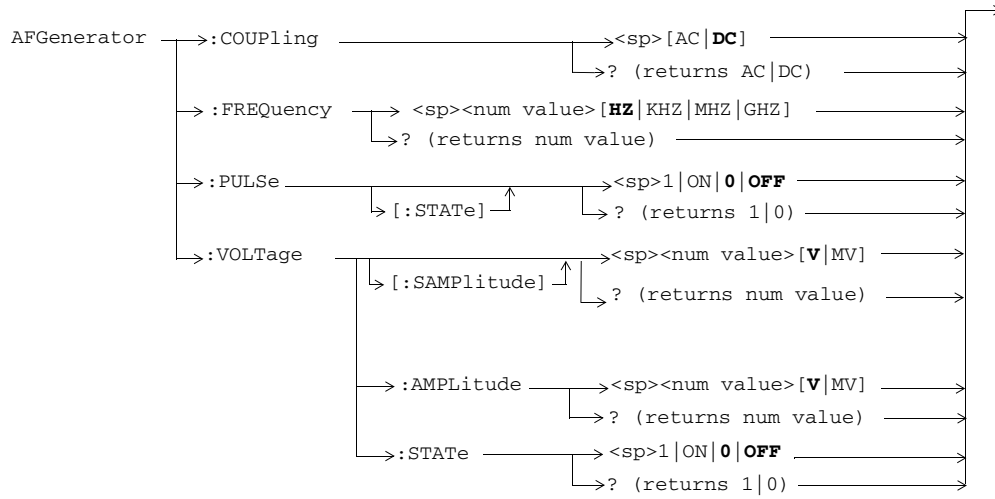 AFGenerator :COUPling <sp>[AC|DC]
? (returns AC|DC)
:FREQuency <sp><num value>[HZ|KHZ|MHZ|GHZ]
? (returns num value)
:PULSe <sp>1|ON|0|OFF
[:STATe] ? (returns 1|0)
:VOLTage <sp><num value>[V|MV]
[:SAMPlitude] ? (returns num value)
:AMPLitude <sp><num value>[V|MV]
? (returns num value)
:STATe <sp>1|ON|0|OFF
? (returns 1|0)